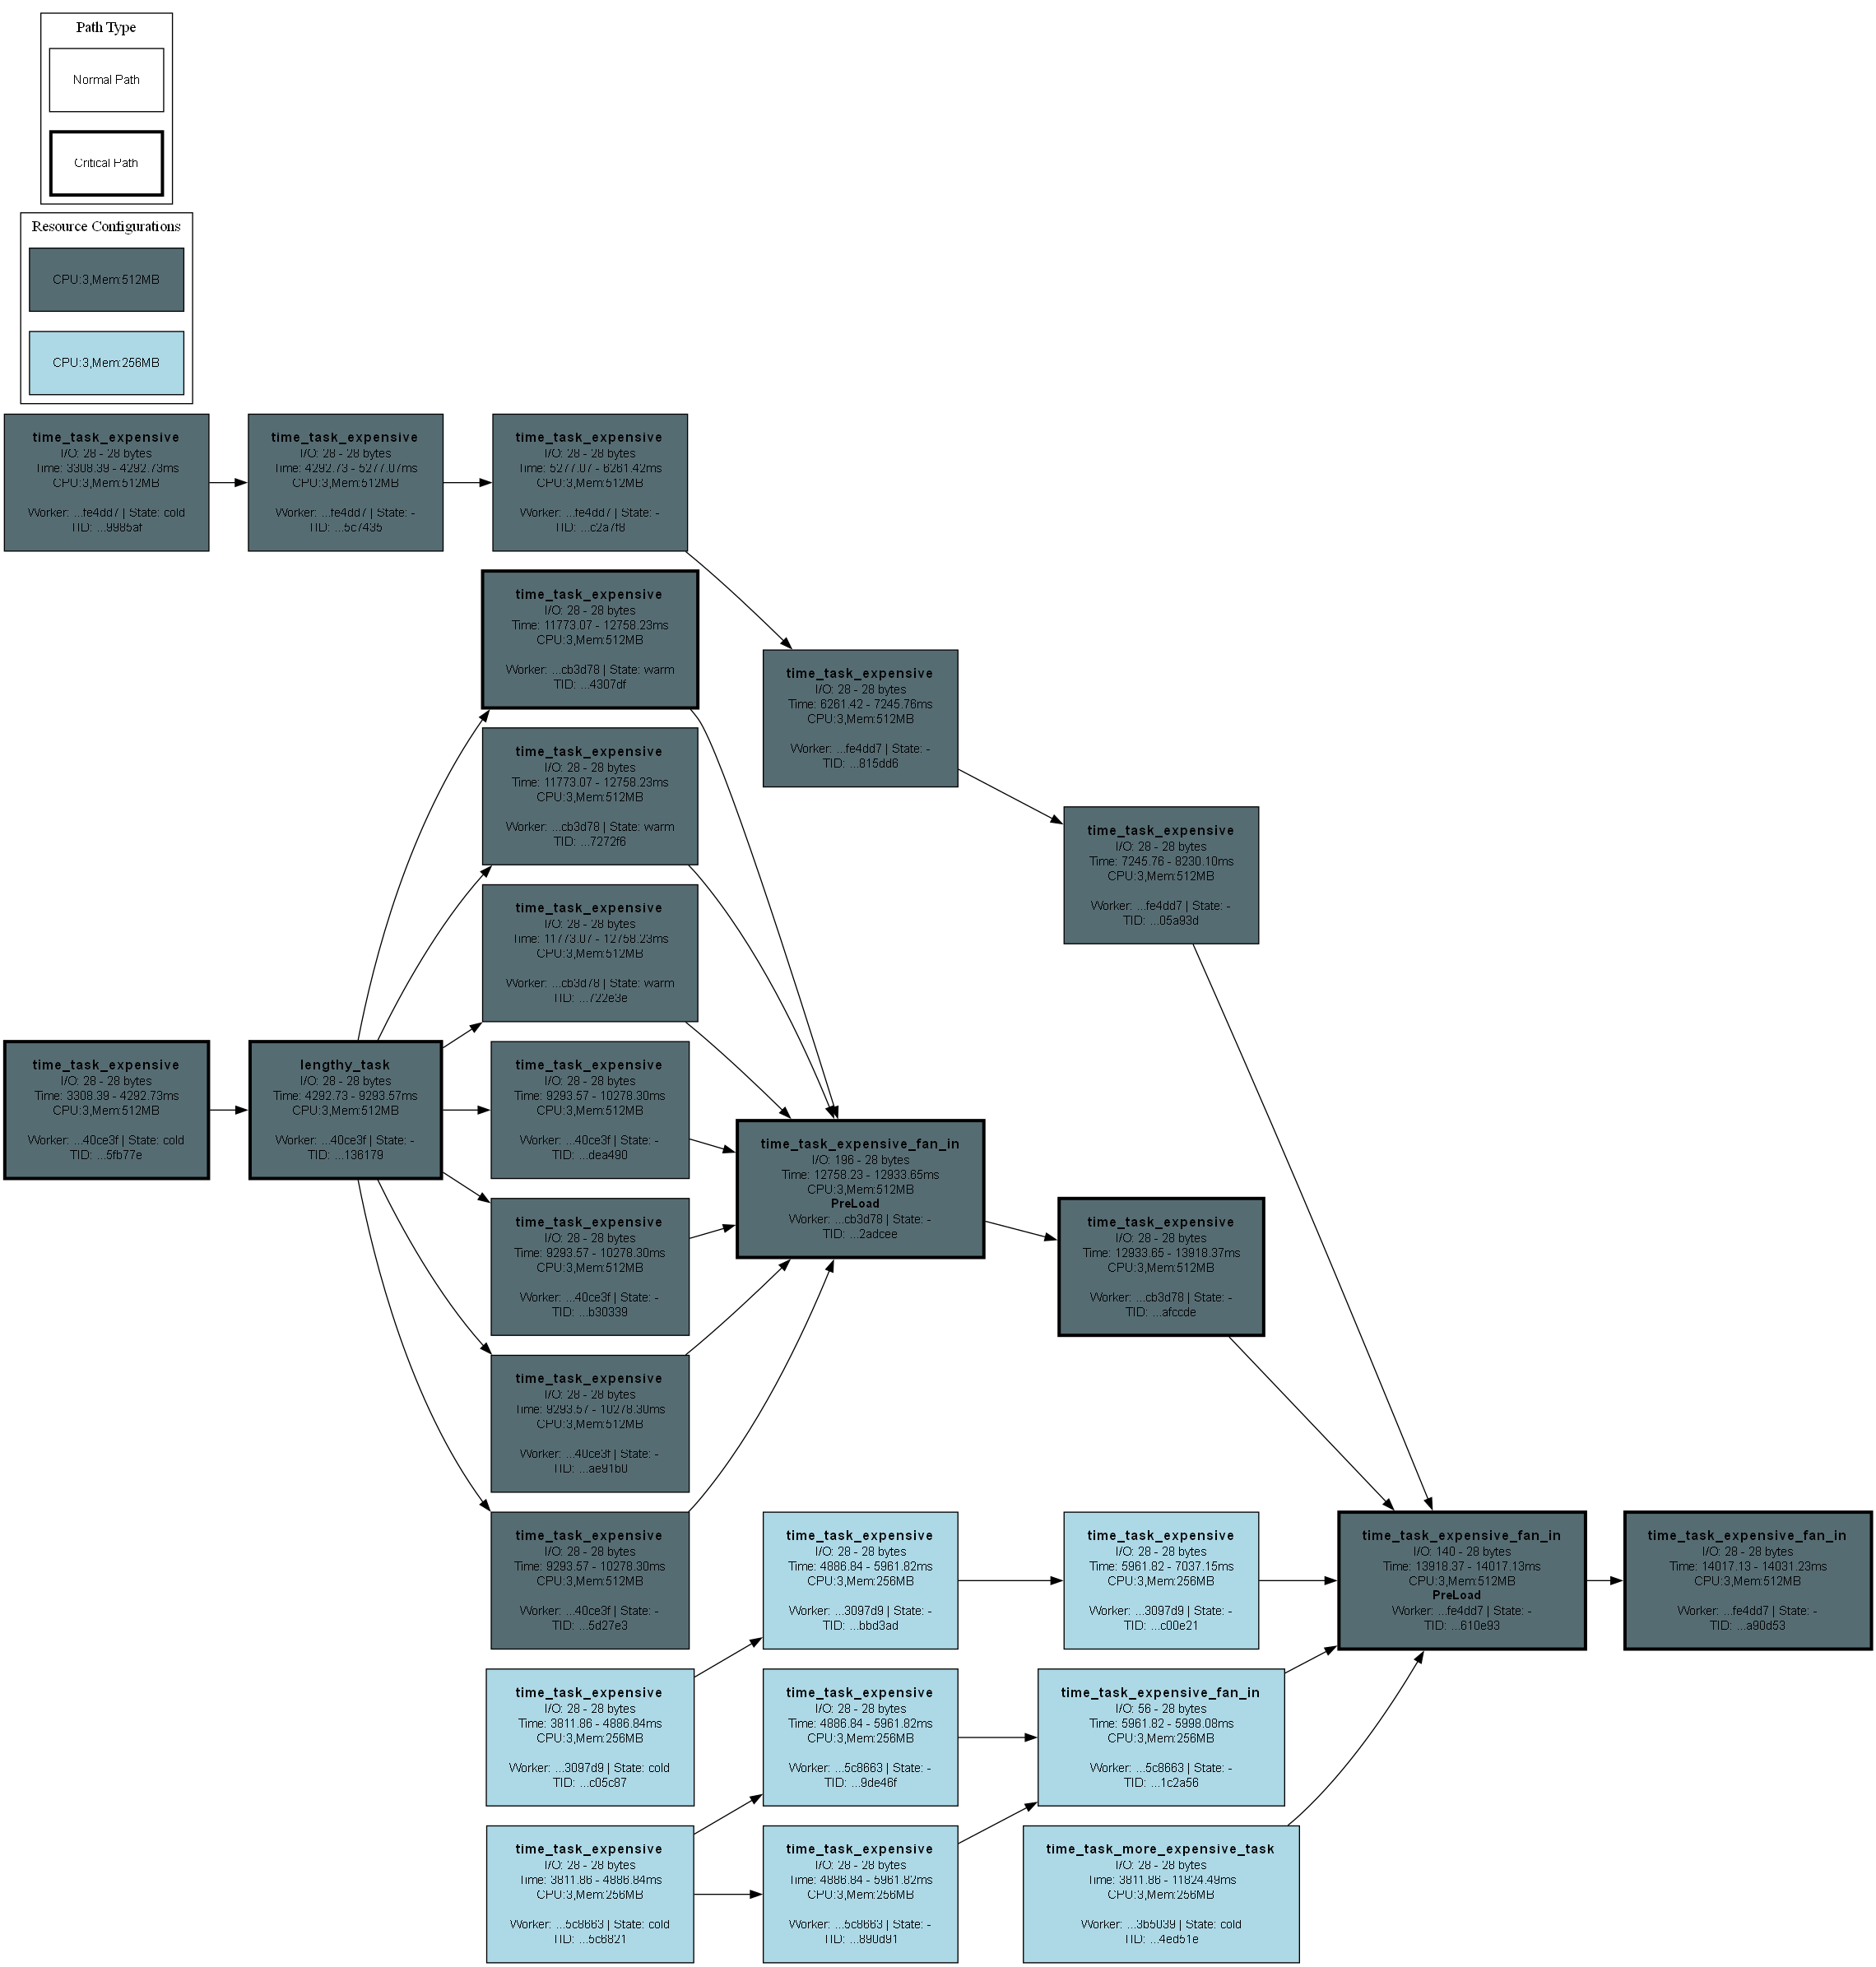 Path Type
Normal Path
Critical Path
Resource Configurations
CPU:3,Mem:512MB
CPU:3,Mem:256MB
time_task_expensive
I/O: 28 - 28 bytes
Time: 3308.39 - 4292.73ms
CPU:3,Mem:512MB
Worker: ...fe4dd7 | State: cold
TID: ...9985af
time_task_expensive
I/O: 28 - 28 bytes
Time: 4292.73 - 5277.07ms
CPU:3,Mem:512MB
Worker: ...fe4dd7 | State: -
TID: ...5c7435
time_task_expensive
I/O: 28 - 28 bytes
Time: 5277.07 - 6261.42ms
CPU:3,Mem:512MB
Worker: ...fe4dd7 | State: -
TID: ...c2a7f8
time_task_expensive
I/O: 28 - 28 bytes
Time: 11773.07 - 12758.23ms
CPU:3,Mem:512MB
Worker: ...cb3d78 | State: warm
TID: ...4307df
time_task_expensive
I/O: 28 - 28 bytes
Time: 6261.42 - 7245.76ms
CPU:3,Mem:512MB
Worker: ...fe4dd7 | State: -
TID: ...815dd6
time_task_expensive
I/O: 28 - 28 bytes
Time: 11773.07 - 12758.23ms
CPU:3,Mem:512MB
Worker: ...cb3d78 | State: warm
TID: ...7272f6
time_task_expensive
I/O: 28 - 28 bytes
Time: 7245.76 - 8230.10ms
CPU:3,Mem:512MB
Worker: ...fe4dd7 | State: -
TID: ...05a93d
time_task_expensive
I/O: 28 - 28 bytes
Time: 11773.07 - 12758.23ms
CPU:3,Mem:512MB
Worker: ...cb3d78 | State: warm
TID: ...722e3e
time_task_expensive
I/O: 28 - 28 bytes
Time: 3308.39 - 4292.73ms
CPU:3,Mem:512MB
Worker: ...40ce3f | State: cold
TID: ...5fb77e
lengthy_task
I/O: 28 - 28 bytes
Time: 4292.73 - 9293.57ms
CPU:3,Mem:512MB
Worker: ...40ce3f | State: -
TID: ...136179
time_task_expensive
I/O: 28 - 28 bytes
Time: 9293.57 - 10278.30ms
CPU:3,Mem:512MB
Worker: ...40ce3f | State: -
TID: ...dea490
time_task_expensive_fan_in
I/O: 196 - 28 bytes
Time: 12758.23 - 12933.65ms
CPU:3,Mem:512MB
PreLoad
Worker: ...cb3d78 | State: -
TID: ...2adcee
time_task_expensive
I/O: 28 - 28 bytes
Time: 9293.57 - 10278.30ms
CPU:3,Mem:512MB
Worker: ...40ce3f | State: -
TID: ...b30339
time_task_expensive
I/O: 28 - 28 bytes
Time: 12933.65 - 13918.37ms
CPU:3,Mem:512MB
Worker: ...cb3d78 | State: -
TID: ...afccde
time_task_expensive
I/O: 28 - 28 bytes
Time: 9293.57 - 10278.30ms
CPU:3,Mem:512MB
Worker: ...40ce3f | State: -
TID: ...ae91b0
time_task_expensive
I/O: 28 - 28 bytes
Time: 9293.57 - 10278.30ms
CPU:3,Mem:512MB
Worker: ...40ce3f | State: -
TID: ...5d27e3
time_task_expensive
I/O: 28 - 28 bytes
Time: 4886.84 - 5961.82ms
CPU:3,Mem:256MB
Worker: ...3097d9 | State: -
TID: ...bbd3ad
time_task_expensive
I/O: 28 - 28 bytes
Time: 5961.82 - 7037.15ms
CPU:3,Mem:256MB
Worker: ...3097d9 | State: -
TID: ...c00e21
time_task_expensive_fan_in
I/O: 140 - 28 bytes
Time: 13918.37 - 14017.13ms
CPU:3,Mem:512MB
PreLoad
Worker: ...fe4dd7 | State: -
TID: ...610e93
time_task_expensive_fan_in
I/O: 28 - 28 bytes
Time: 14017.13 - 14031.23ms
CPU:3,Mem:512MB
Worker: ...fe4dd7 | State: -
TID: ...a90d53
time_task_expensive
I/O: 28 - 28 bytes
Time: 3811.86 - 4886.84ms
CPU:3,Mem:256MB
Worker: ...3097d9 | State: cold
TID: ...c05c87
time_task_expensive
I/O: 28 - 28 bytes
Time: 4886.84 - 5961.82ms
CPU:3,Mem:256MB
Worker: ...5c8663 | State: -
TID: ...9de46f
time_task_expensive_fan_in
I/O: 56 - 28 bytes
Time: 5961.82 - 5998.08ms
CPU:3,Mem:256MB
Worker: ...5c8663 | State: -
TID: ...1c2a56
time_task_expensive
I/O: 28 - 28 bytes
Time: 3811.86 - 4886.84ms
CPU:3,Mem:256MB
Worker: ...5c8663 | State: cold
TID: ...5c6821
time_task_expensive
I/O: 28 - 28 bytes
Time: 4886.84 - 5961.82ms
CPU:3,Mem:256MB
Worker: ...5c8663 | State: -
TID: ...890d91
time_task_more_expensive_task
I/O: 28 - 28 bytes
Time: 3811.86 - 11824.49ms
CPU:3,Mem:256MB
Worker: ...3b5039 | State: cold
TID: ...4ed51e